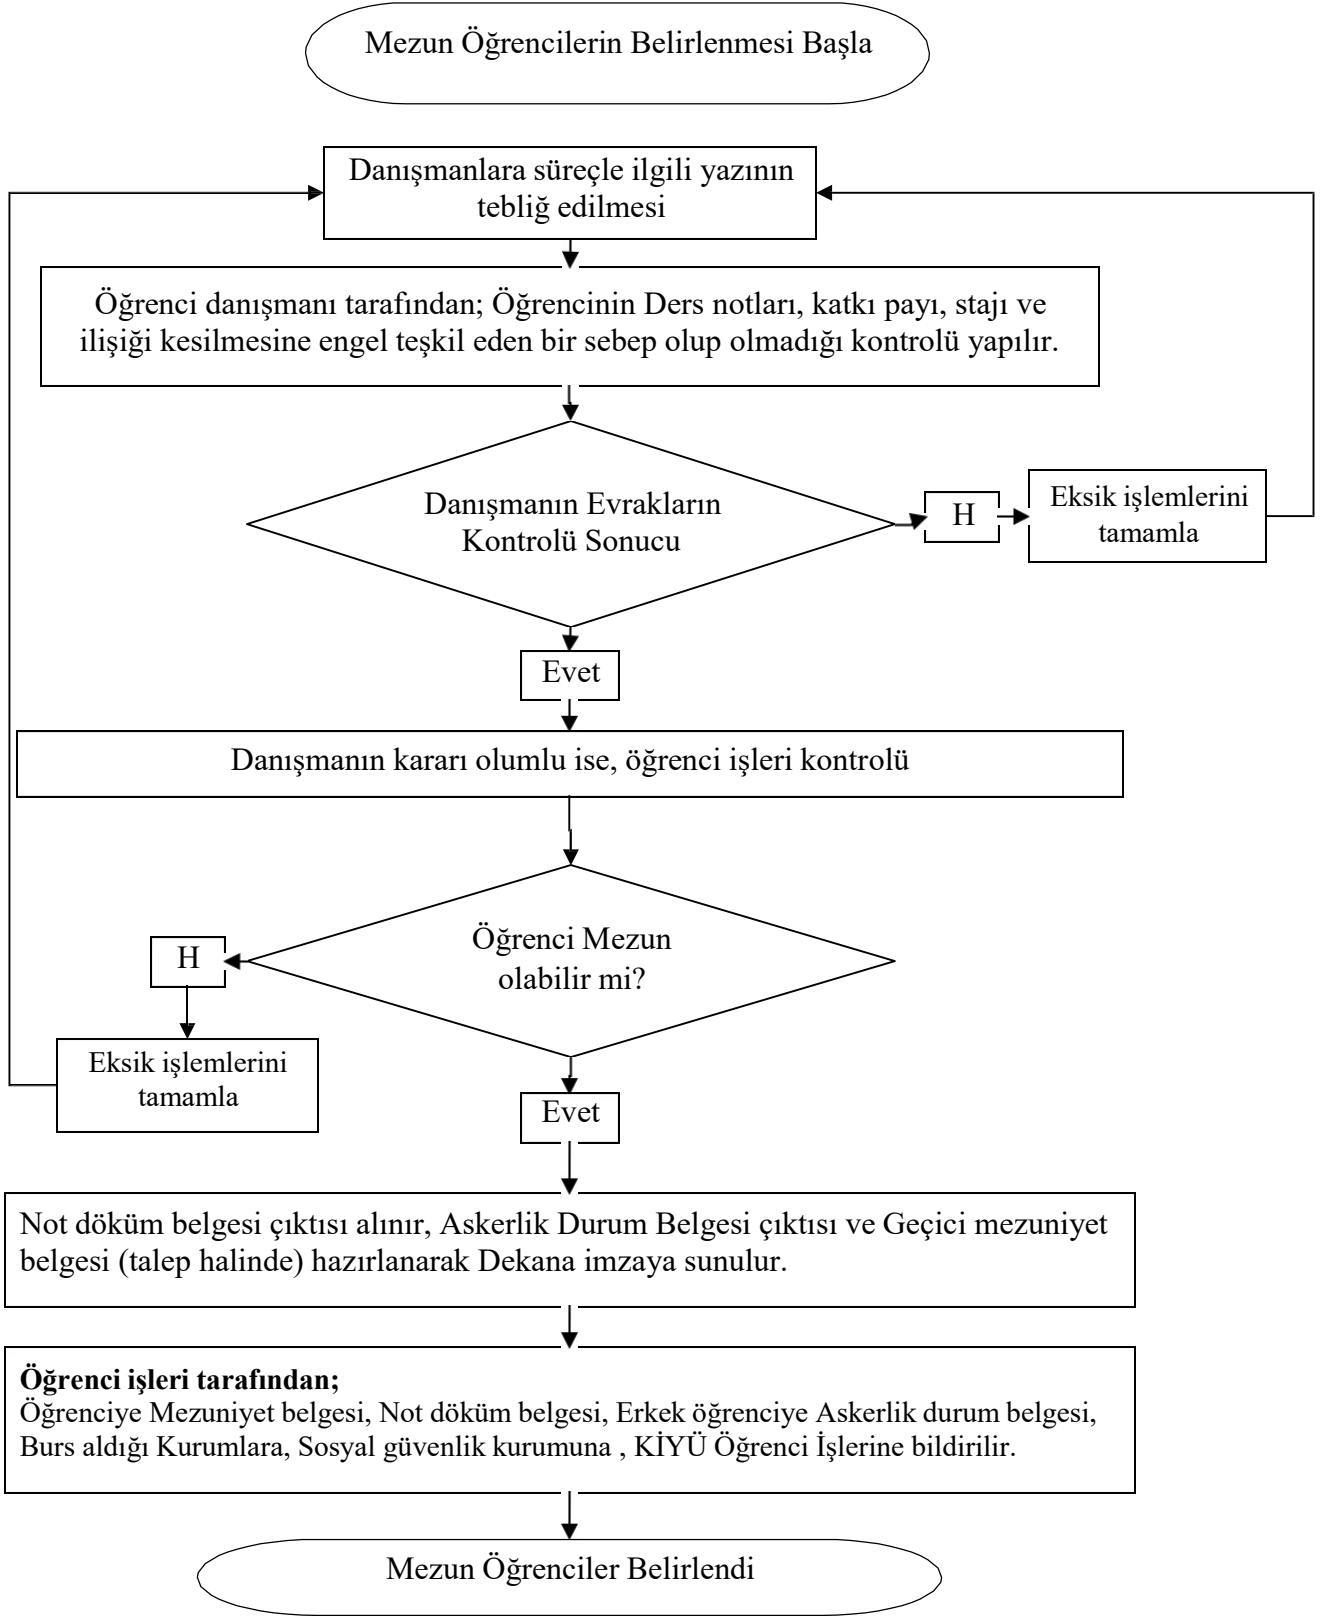 Mezun Öğrencilerin Belirlenmesi Başla
Danışmanlara süreçle ilgili yazının
tebliğ edilmesi
Öğrenci danışmanı tarafından; Öğrencinin Ders notları, katkı payı, stajı ve
ilişiği kesilmesine engel teşkil eden bir sebep olup olmadığı kontrolü yapılır.
Danışmanın Evrakların
Kontrolü Sonucu
H
Eksik işlemlerini
tamamla
Evet
Danışmanın kararı olumlu ise, öğrenci işleri kontrolü
Öğrenci Mezun
olabilir mi?
H
Eksik işlemlerini
tamamla
Evet
Not döküm belgesi çıktısı alınır, Askerlik Durum Belgesi çıktısı ve Geçici mezuniyet
belgesi (talep halinde) hazırlanarak Dekana imzaya sunulur.
Öğrenci işleri tarafından;
Öğrenciye Mezuniyet belgesi, Not döküm belgesi, Erkek öğrenciye Askerlik durum belgesi,
Burs aldığı Kurumlara, Sosyal güvenlik kurumuna , KİYÜ Öğrenci İşlerine bildirilir.
Mezun Öğrenciler Belirlendi